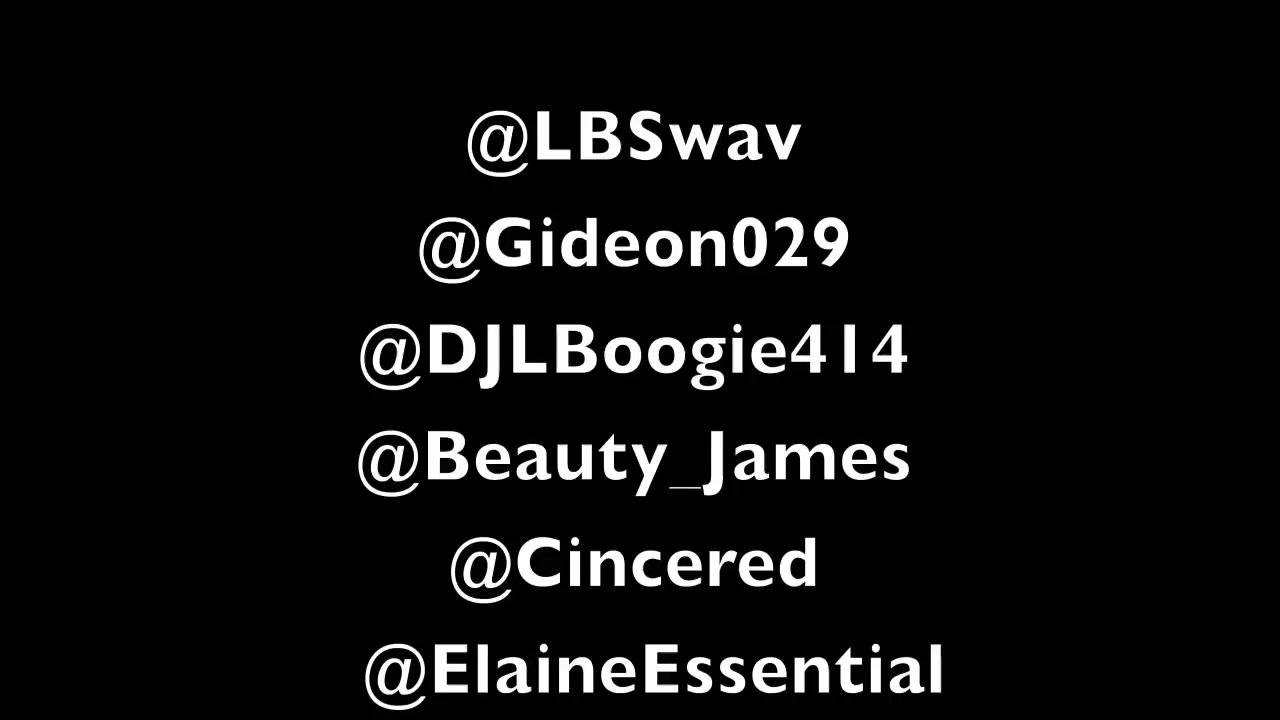 @LBSwav
@Gideon029
@DJLBoogie414
@Beauty_James
@Cincered
@ElaineEssential